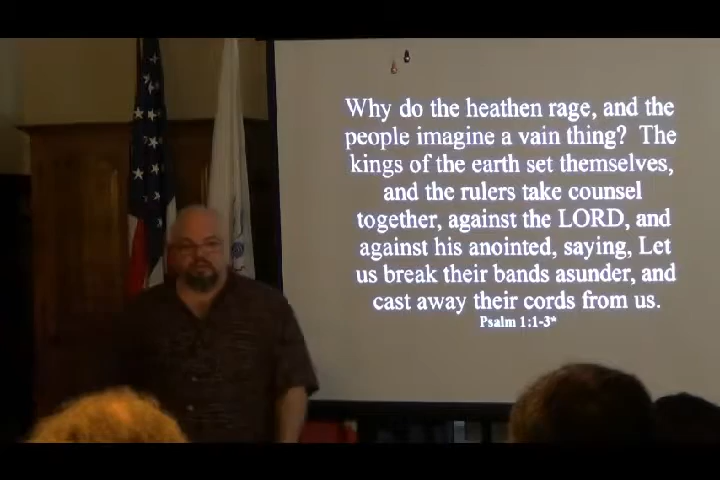 Why do the heathen rage, and the
people imagine a vain thing? The
kings of the earth set themselves,
and the rulers take counsel
together, against the LORD, and
against his anointed, saying, Let
us break their bands asunder, and
cast away their cords from us.
Psalm 1:1-3*